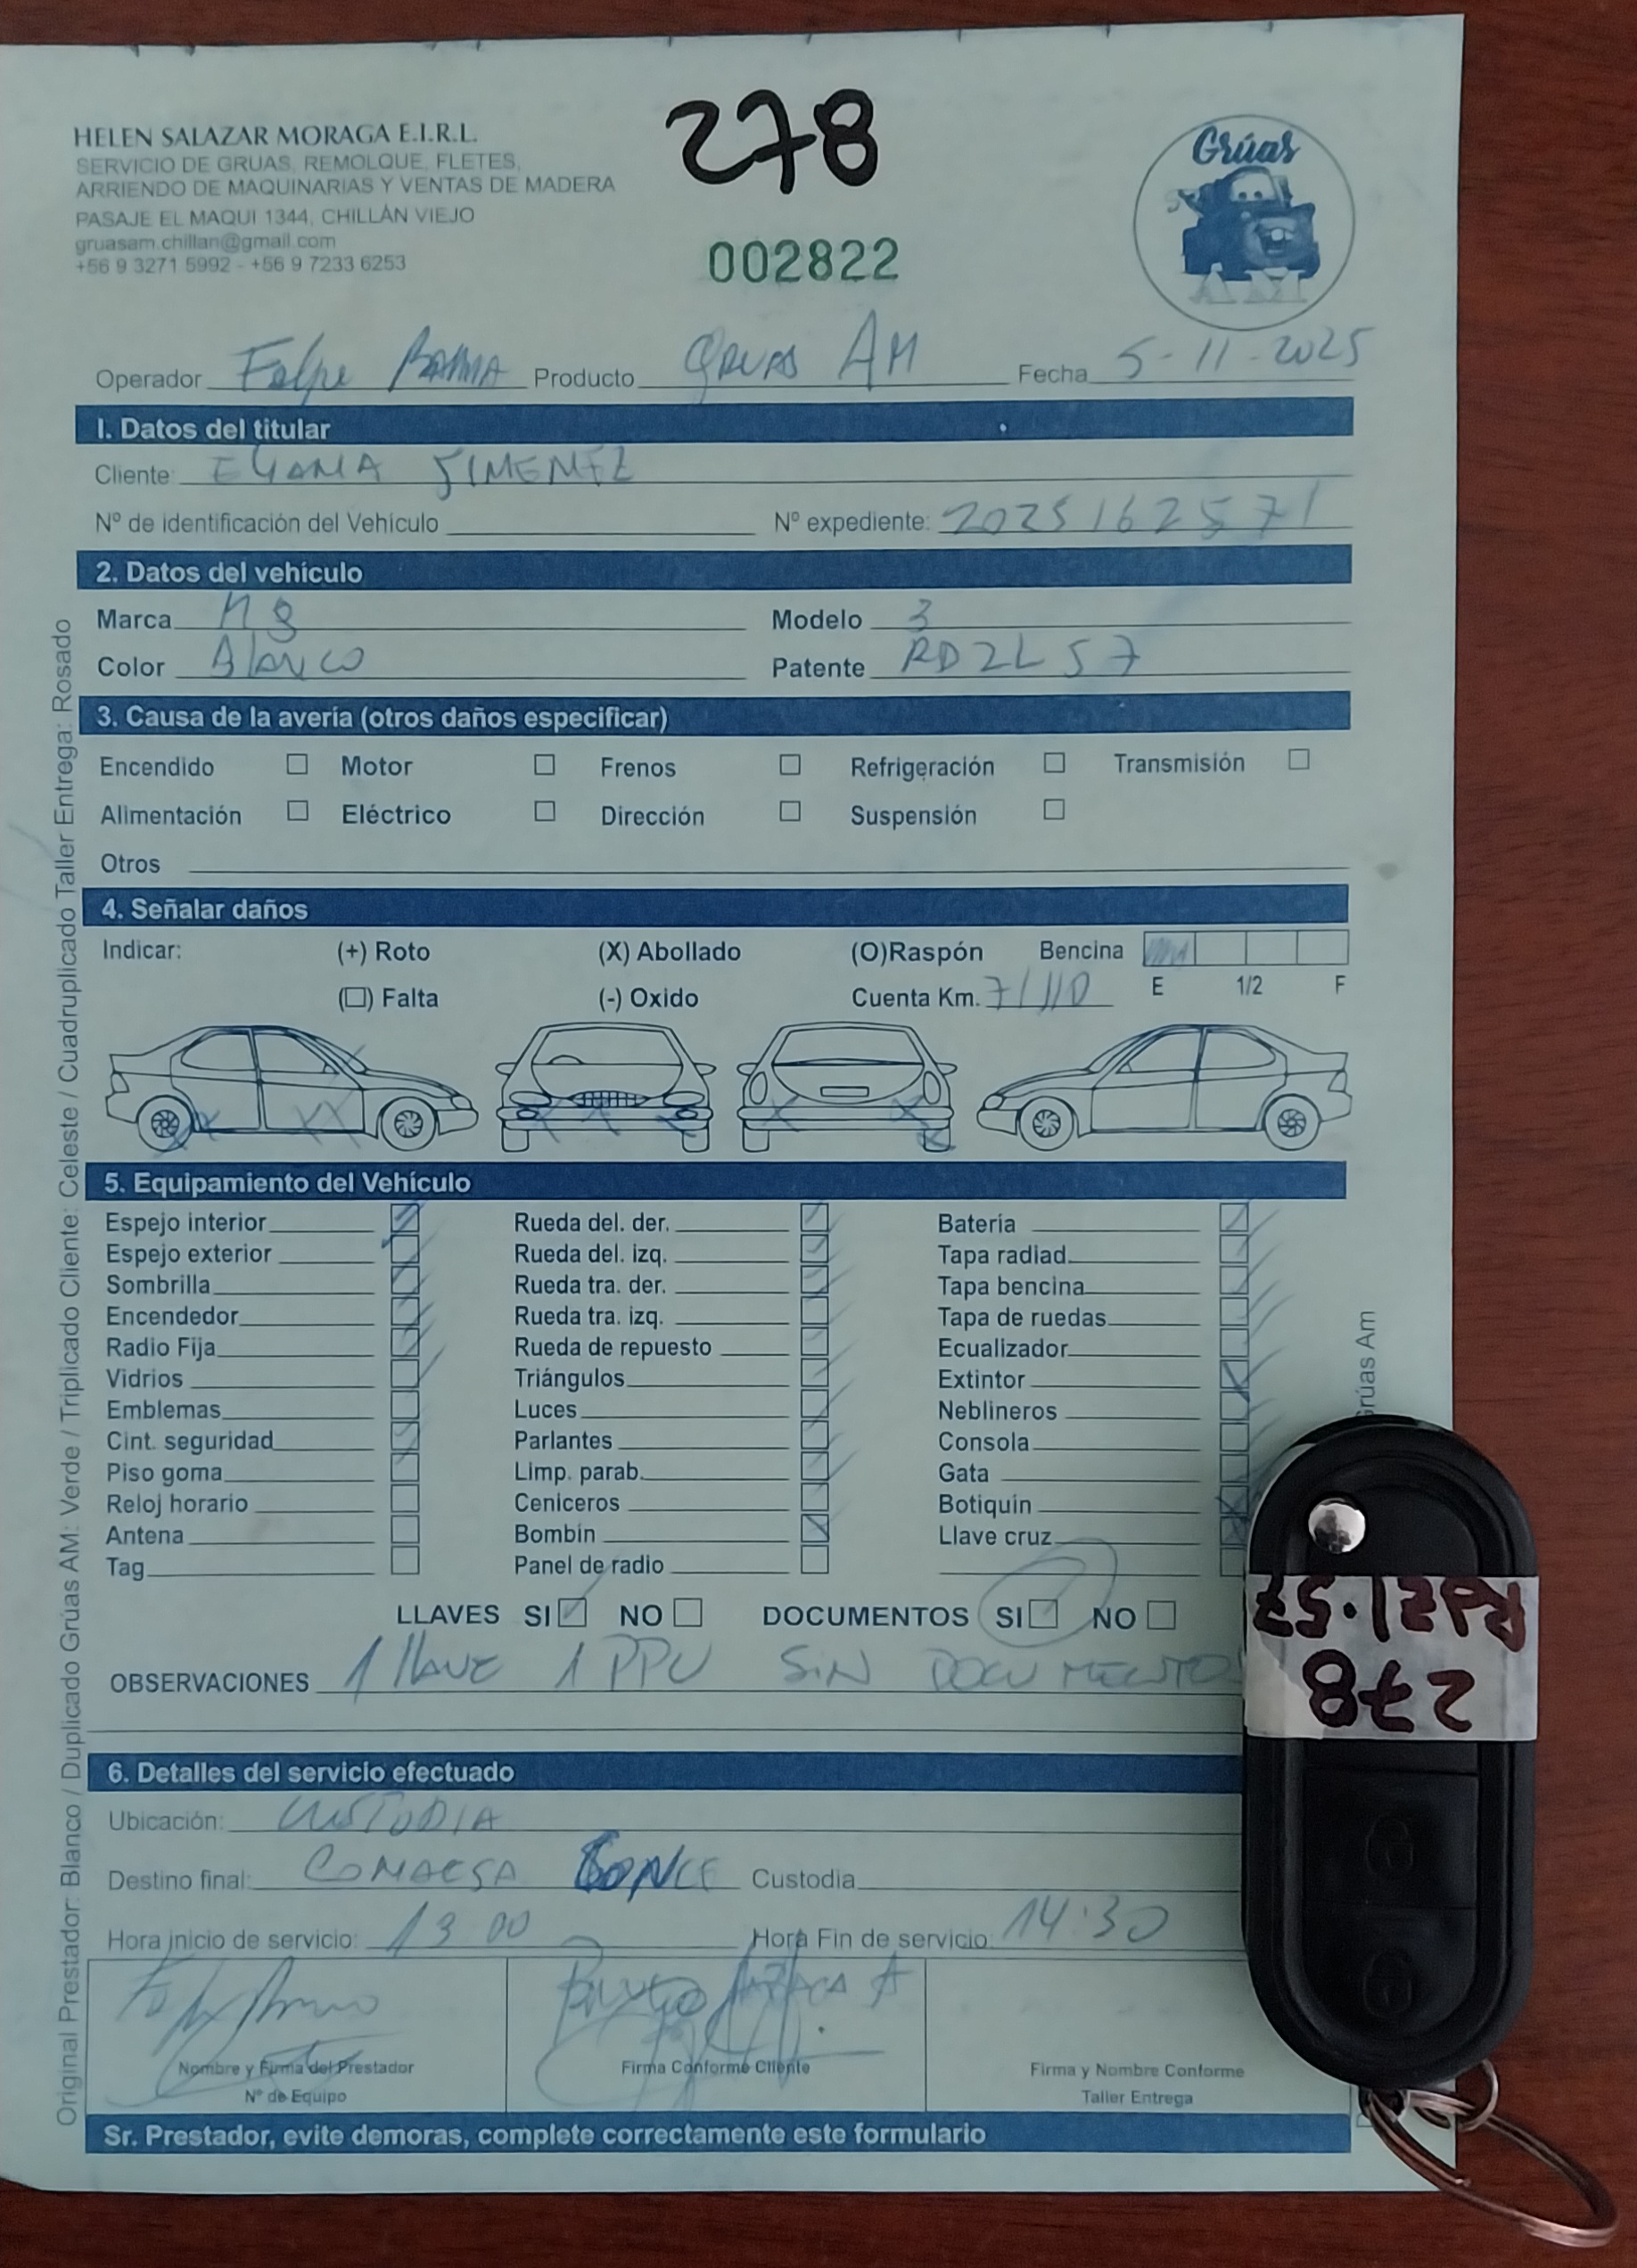 278
HELEN SALAZAR MORAGA E.I.R.L.
SERVICIO DE GRUAS, REMOLQUE, FLETES,
ARRIENDO DE MAQUINARIAS Y VENTAS DE MADERA
PASAJE EL MAQUI 1344, CHILLÁN VIEJO
gruasam.chillan@gmail.com
+56 9 3271 5992 - +56 9 7233 6253
002822
Grúas
AM
Operador Felpe Producto Gruas AM Fecha 5-11-2025
I. Datos del titular
Cliente: JIMENEZ
Nº de identificación del Vehículo Nº expediente: 2025162571
2. Datos del vehículo
Marca MG Modelo 3
Color Blanco Patente RDZL57
3. Causa de la avería (otros daños especificar)
Encendido Motor Frenos Refrigeración Transmisión
Alimentación Eléctrico Dirección Suspensión
Otros
4. Señalar daños
Indicar: (+) Roto (X) Abollado (O)Raspón Bencina
E 1/2 F
(☐) Falta (-) Oxido Cuenta Km.
5. Equipamiento del Vehículo
Espejo interior Rueda del. der. Bateria
Espejo exterior Rueda del. izq. Tapa radiad.
Sombrilla Rueda tra. der. Tapa bencina
Encendedor Rueda tra. izq. Tapa de ruedas
Radio Fija Rueda de repuesto Ecualizador
Vidrios Triángulos Extintor
Emblemas Luces Neblineros
Cint. seguridad Parlantes Consola
Piso goma Limp. parab. Gata
Reloj horario Ceniceros Botiquin
Antena Bombin Llave cruz
Tag Panel de radio
LLAVES SI NO DOCUMENTOS SI NO
OBSERVACIONES 1 llave 1 PPU SIN DOCUMENTO
6. Detalles del servicio efectuado
Ubicación: CUSTODIA
Destino final: Custodia
Hora inicio de servicio: 13 00 Hora Fin de servicio: 14:30
Nombre y Firma del Prestador
Nº de Equipo
Firma Conforme Cliente
Firma y Nombre Conforme
Taller Entrega
Sr. Prestador, evite demoras, complete correctamente este formulario
Original Prestador: Blanco / Duplicado Grúas AM: Verde / Triplicado Cliente: Celeste / Cuadruplicado Taller Entrega: Rosado
Grúas Am
278